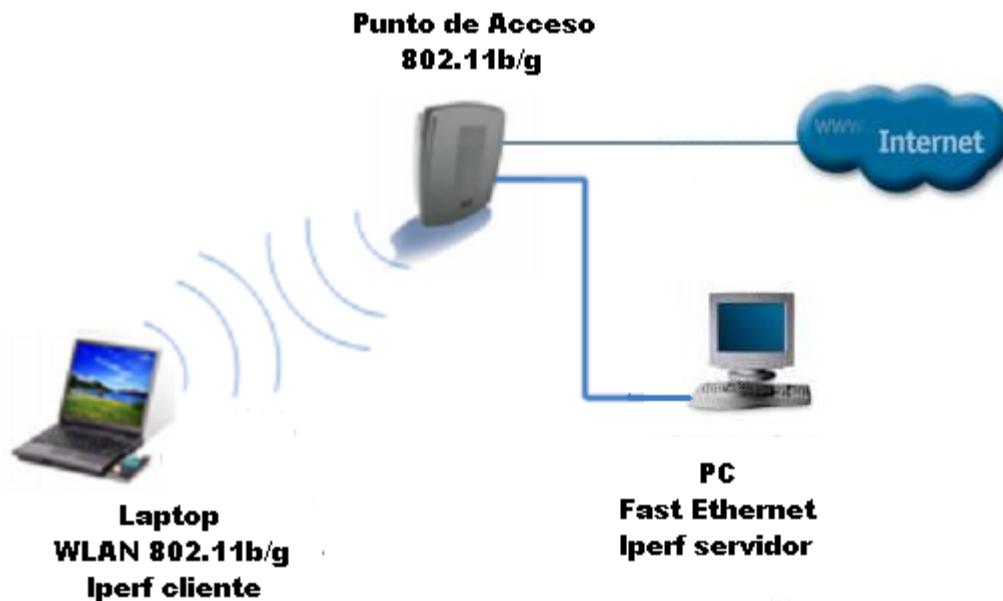 Punto de Acceso
802.11b/g
www.
Internet
PC
Fast Ethernet
Iperf servidor
Laptop
WLAN 802.11b/g
Iperf cliente